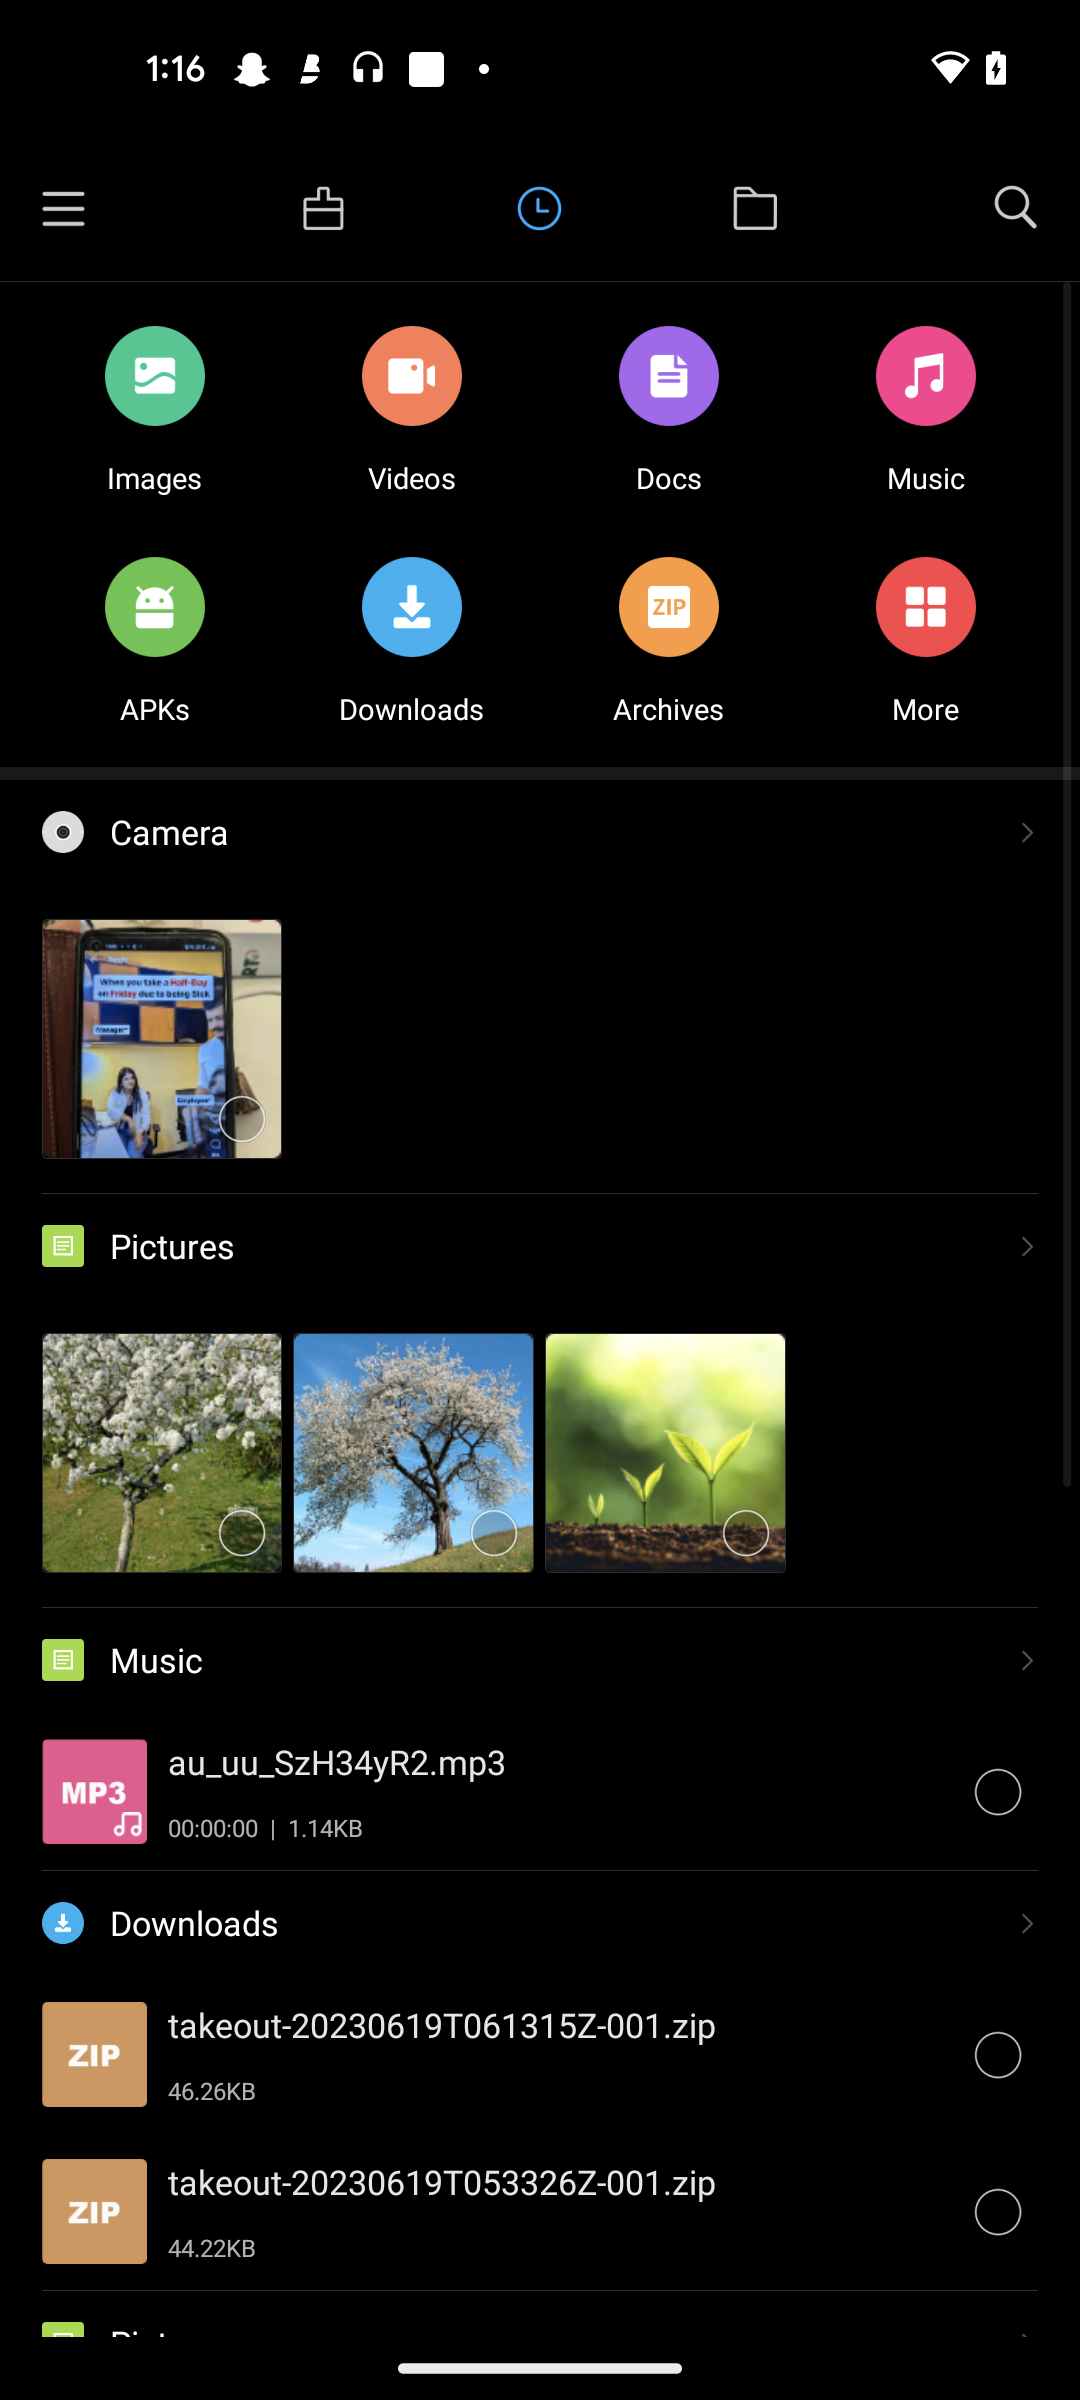 1:16
Images
Videos
Docs
Music
APKs
Downloads
ZIP
Archives
More
Camera
When you take a Half-Day
on Friday due to being Sick
Manager
Employee
Pictures
Music
MP3
au_uu_SzH34yR2.mp3
00:00:00 | 1.14KB
Downloads
ZIP
takeout-20230619T061315Z-001.zip
46.26KB
ZIP
takeout-20230619T053326Z-001.zip
44.22KB